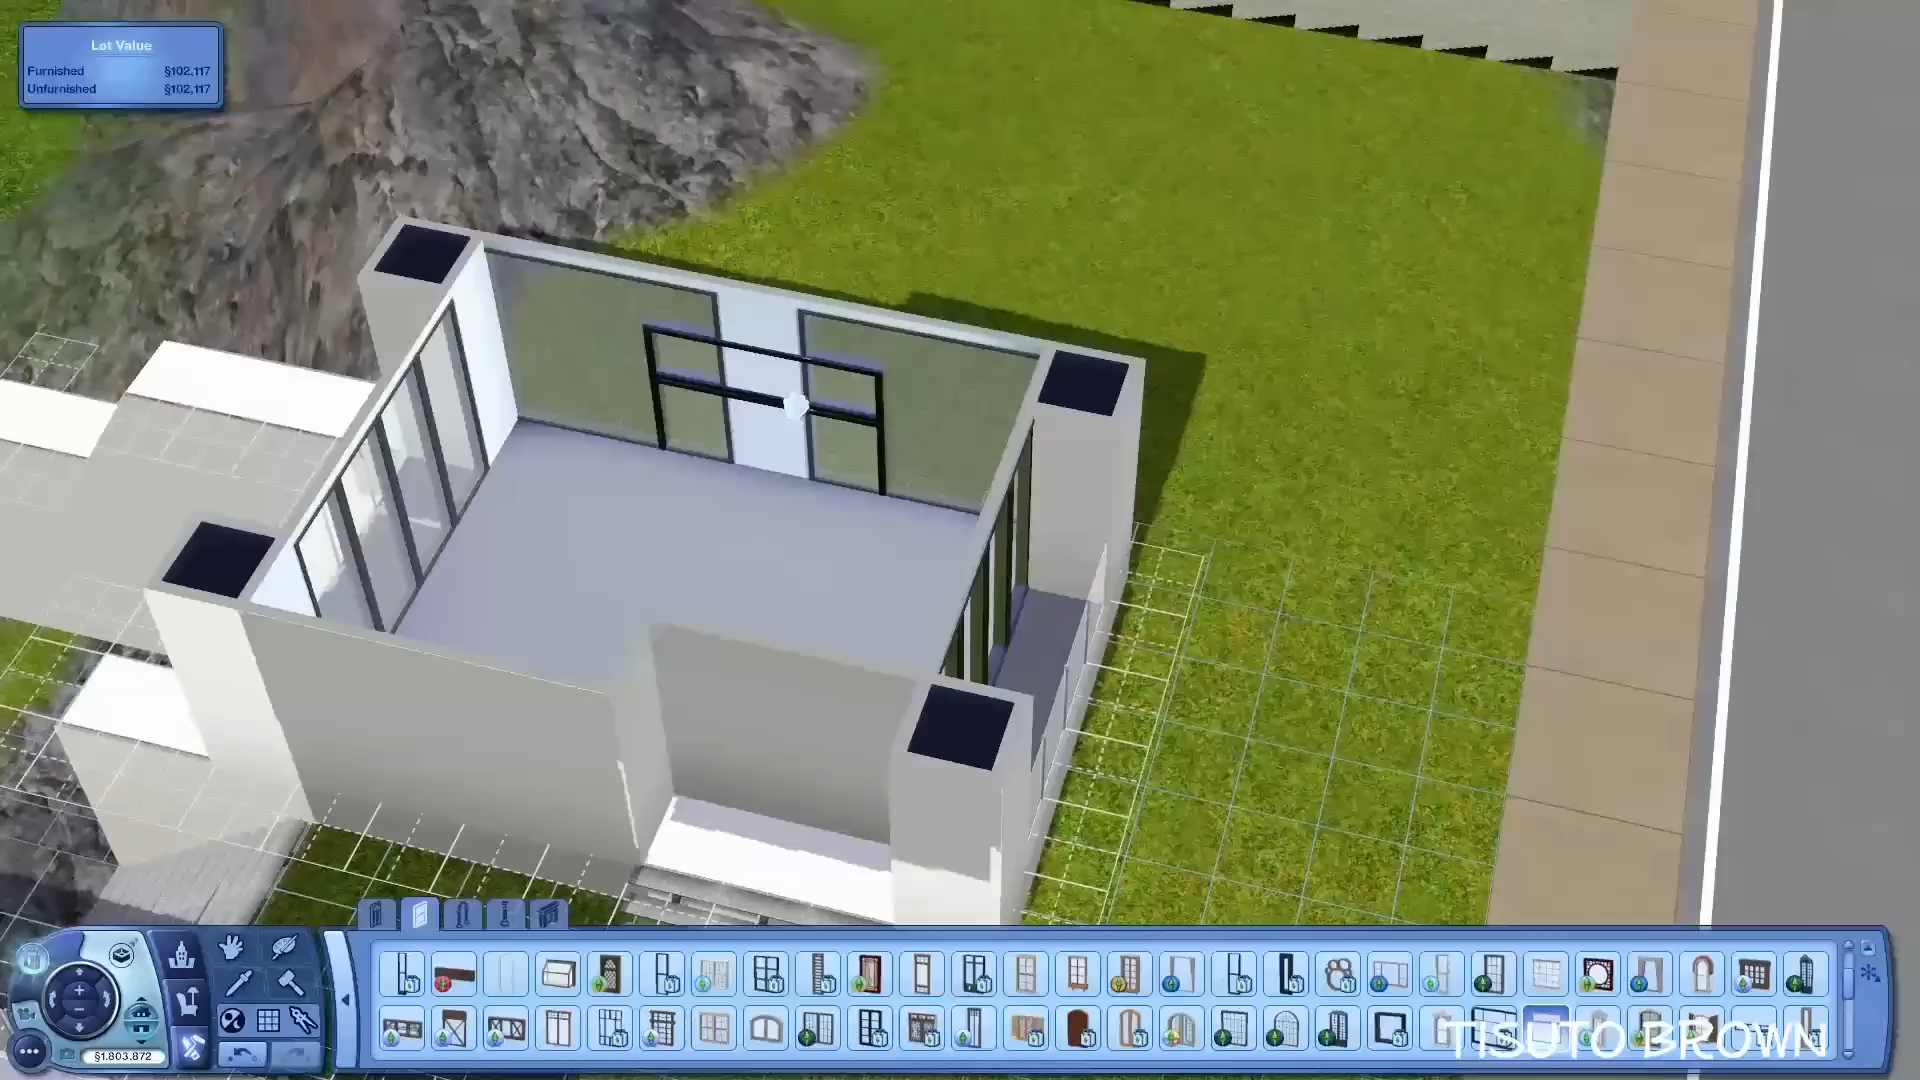 Lot Value
Furnished §102,117
Unfurnished §102,117
§1.803.872
TISUTO BROWN